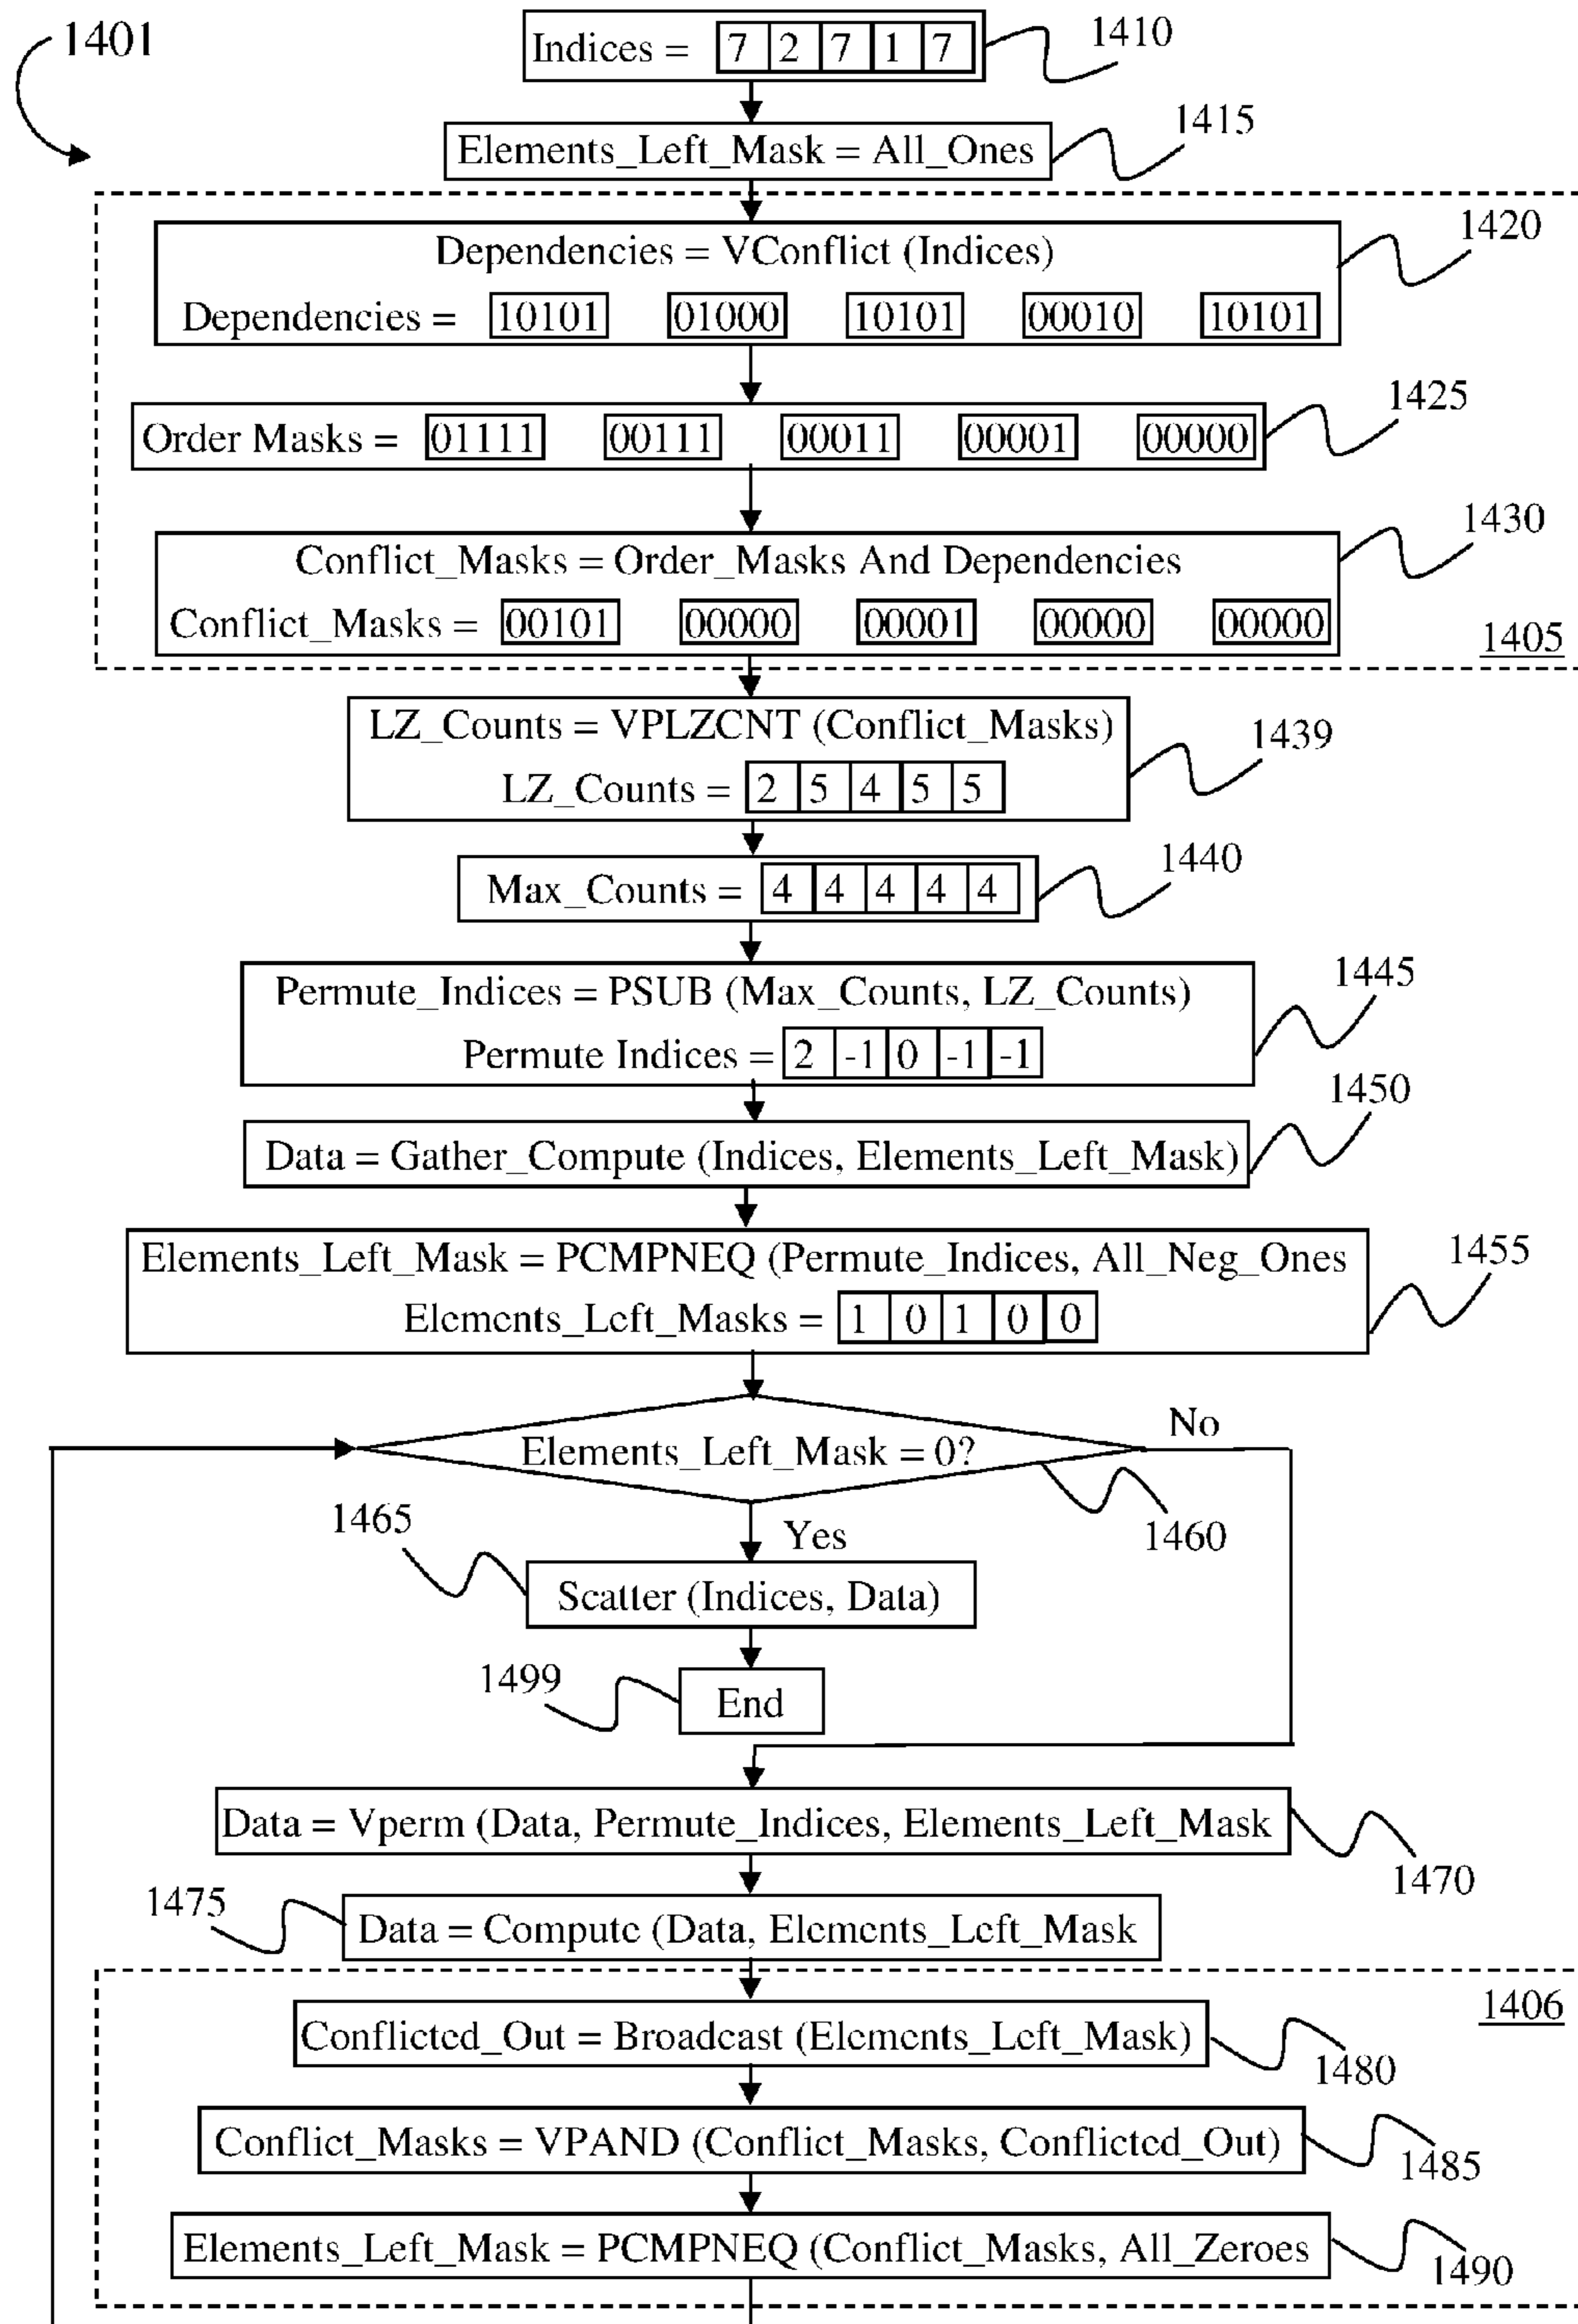 1401
Indices = 7 2 7 1 7
1410
Elements_Left_Mask = All_Ones
1415
Dependencies = VConflict (Indices)
1420
Dependencies = 10101 01000 10101 00010 10101
Order Masks = 01111 00111 00011 00001 00000
1425
Conflict_Masks = Order_Masks And Dependencies
1430
Conflict_Masks = 00101 00000 00001 00000 00000
1405
LZ_Counts = VPLZCNT (Conflict_Masks)
1439
LZ_Counts = 2 5 4 5 5
Max_Counts = 4 4 4 4 4
1440
Permute_Indices = PSUB (Max_Counts, LZ_Counts)
1445
Permute Indices = 2 -1 0 -1 -1
1450
Data = Gather_Compute (Indices, Elements_Left_Mask)
Elements_Left_Mask = PCMPNEQ (Permute_Indices, All_Neg_Ones
1455
Elements_Left_Masks = 1 0 1 0 0
No
Elements_Left_Mask = 0?
1465
Yes
1460
Scatter (Indices, Data)
1499
End
Data = Vperm (Data, Permute_Indices, Elements_Left_Mask
1470
1475
Data = Compute (Data, Elements_Left_Mask
1406
Conflicted_Out = Broadcast (Elements_Left_Mask)
1480
Conflict_Masks = VPAND (Conflict_Masks, Conflicted_Out)
1485
Elements_Left_Mask = PCMPNEQ (Conflict_Masks, All_Zeroes
1490